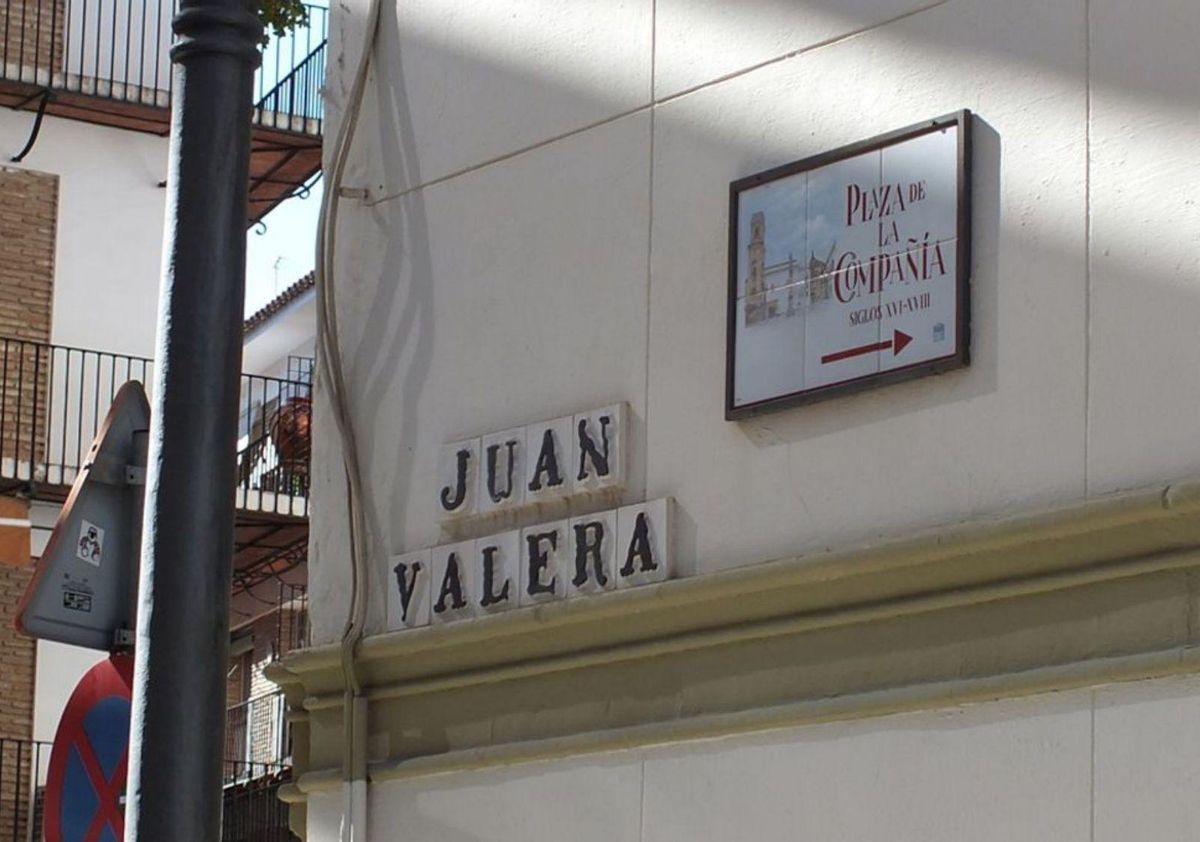 PLAZA DE
LA
COMPAÑÍA
SIGLOS XVI-XVIII
JUAN
VALERA